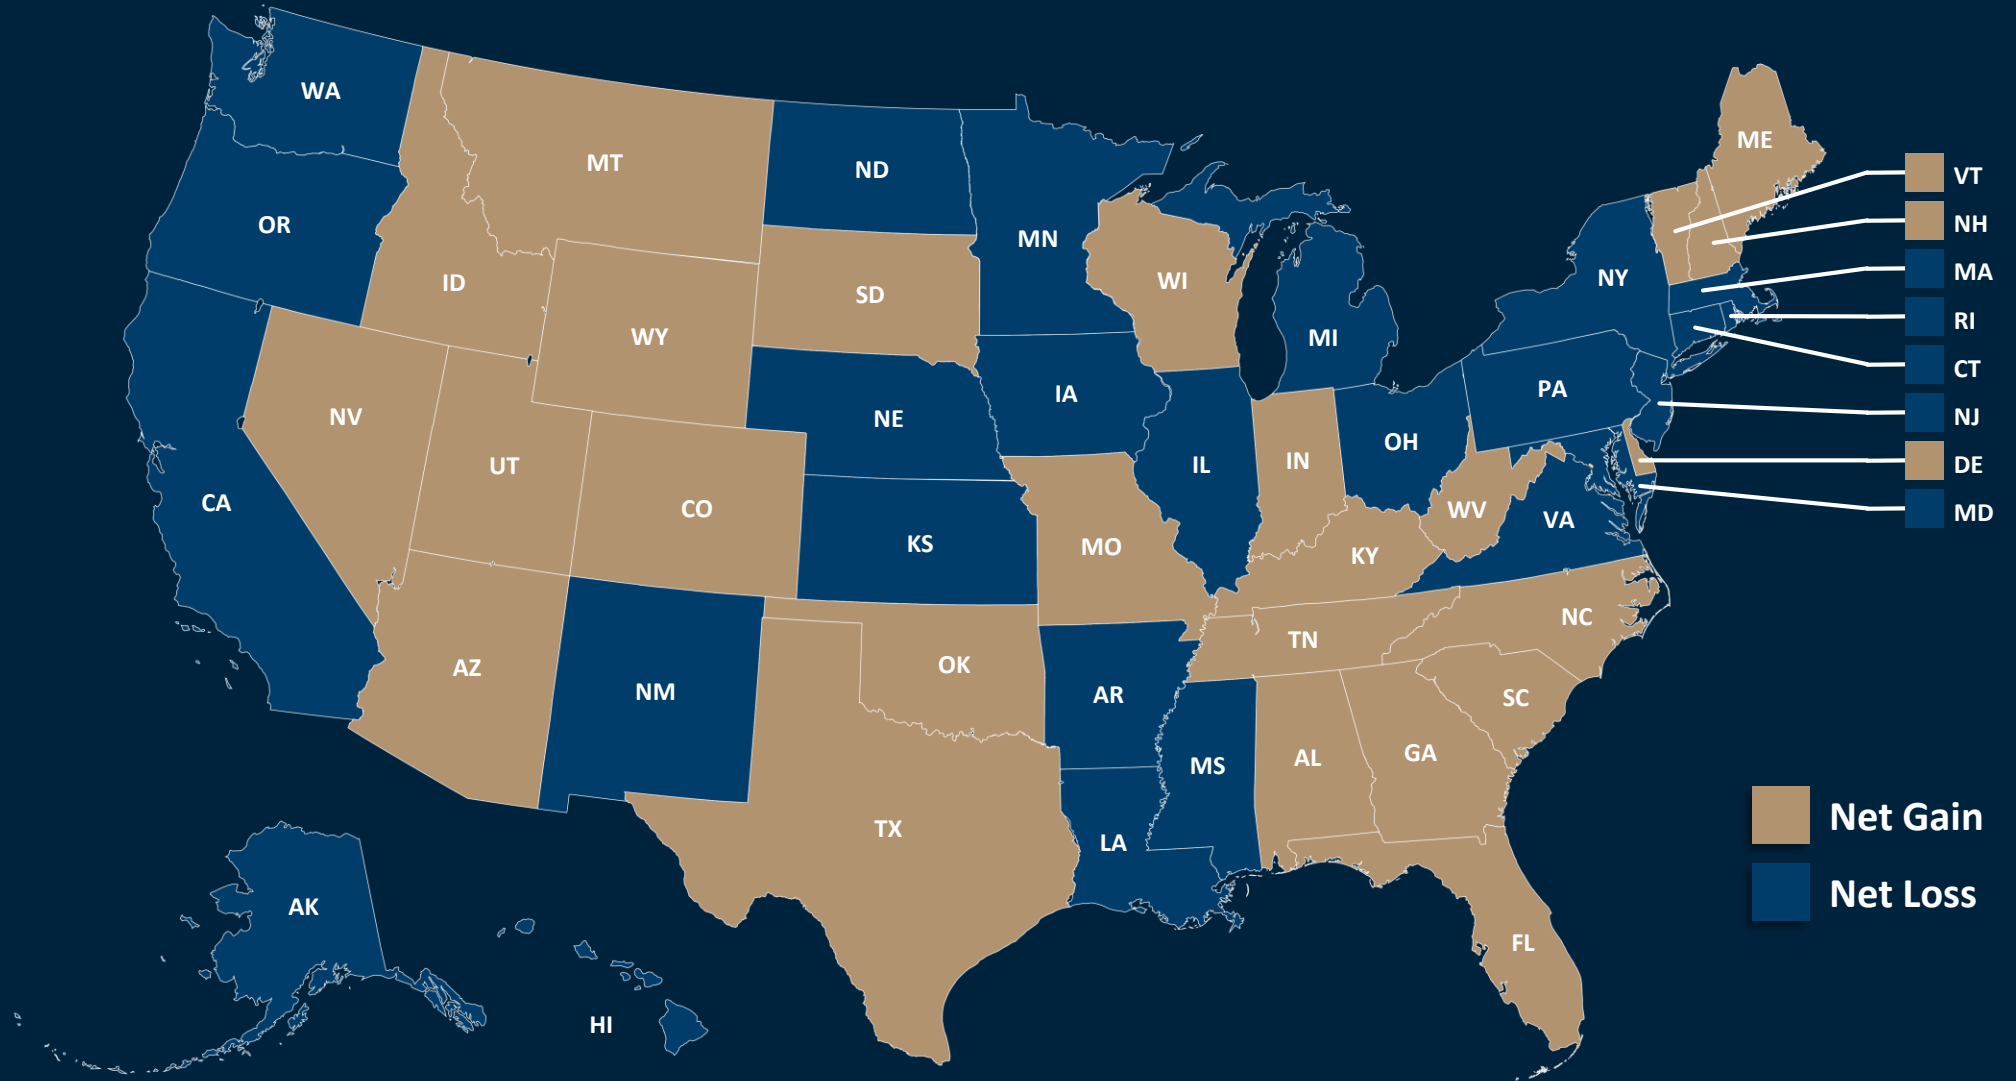 WA
MT
ND
ME
OR
MN
VT
NH
ID
SD
WI
NY
MA
RI
WY
MI
CT
NV
NE
IA
PA
NJ
UT
IL
IN
OH
DE
CA
CO
KS
MO
KY
WV
VA
MD
AZ
NM
OK
AR
TN
NC
SC
TX
LA
MS
AL
GA
Net Gain
Net Loss
AK
HI
FL